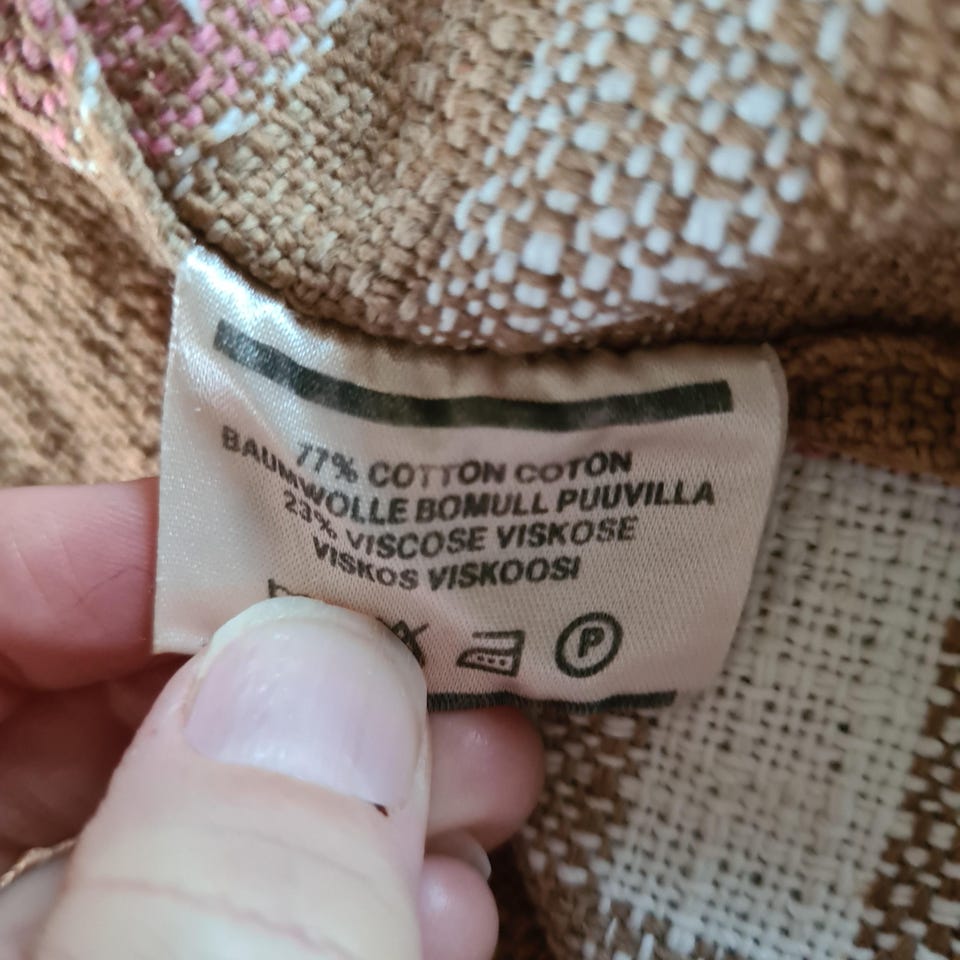 77% COTTON COTON
BAUMWOLLE BOMULL PUUVILLA
23% VISCOSE VISKOSE
VISKOS VISKOOSI
P